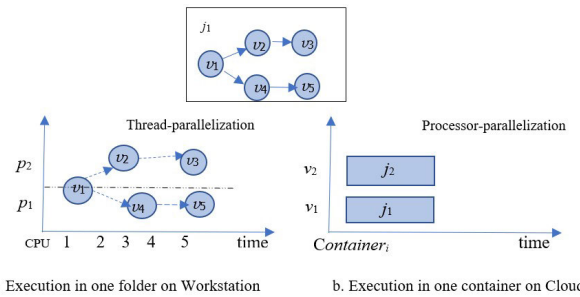 j1
v1 v2 v3
v4 v5
Thread-parallelization
p2 v2 v3
v1
p1 v4 v5
CPU 1 2 3 4 5 time
Execution in one folder on Workstation
Processor-parallelization
v2 j2
v1 j1
Containeri time
b. Execution in one container on Cloud